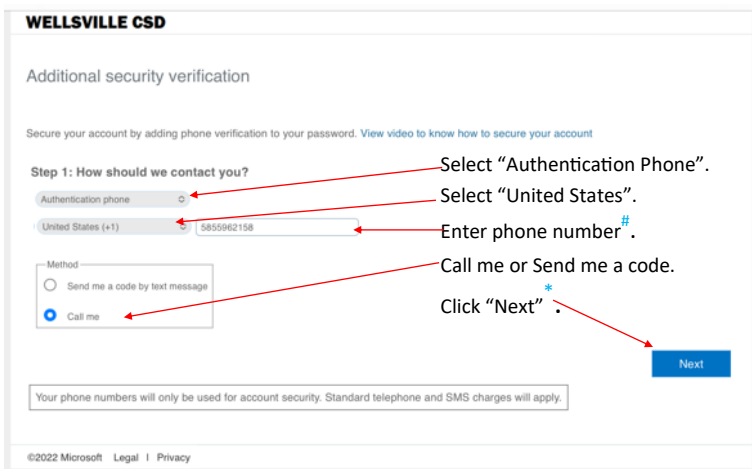 WELLSVILLE CSD
Additional security verification
Secure your account by adding phone verification to your password. View video to know how to secure your account
Step 1: How should we contact you?
Select “Authentication Phone”.
Authentication phone
Select “United States”.
United States (+1)
5855962158
Enter phone number#.
Method
Call me or Send me a code.
Send me a code by text message
Call me
Click “Next” *.
Next
Your phone numbers will only be used for account security. Standard telephone and SMS charges will apply.
©2022 Microsoft Legal | Privacy